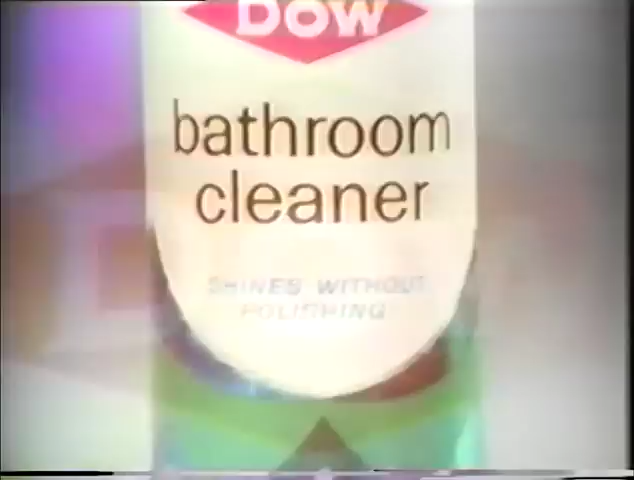 Dow
bathroom
cleaner
SHINES WITHOUT
POLISHING